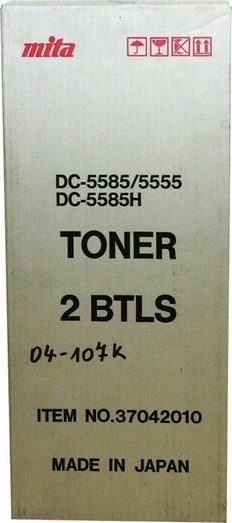 mita
DC-5585/5555
DC-5585H
TONER
2 BTLS
04-107K
ITEM NO.37042010
MADE IN JAPAN